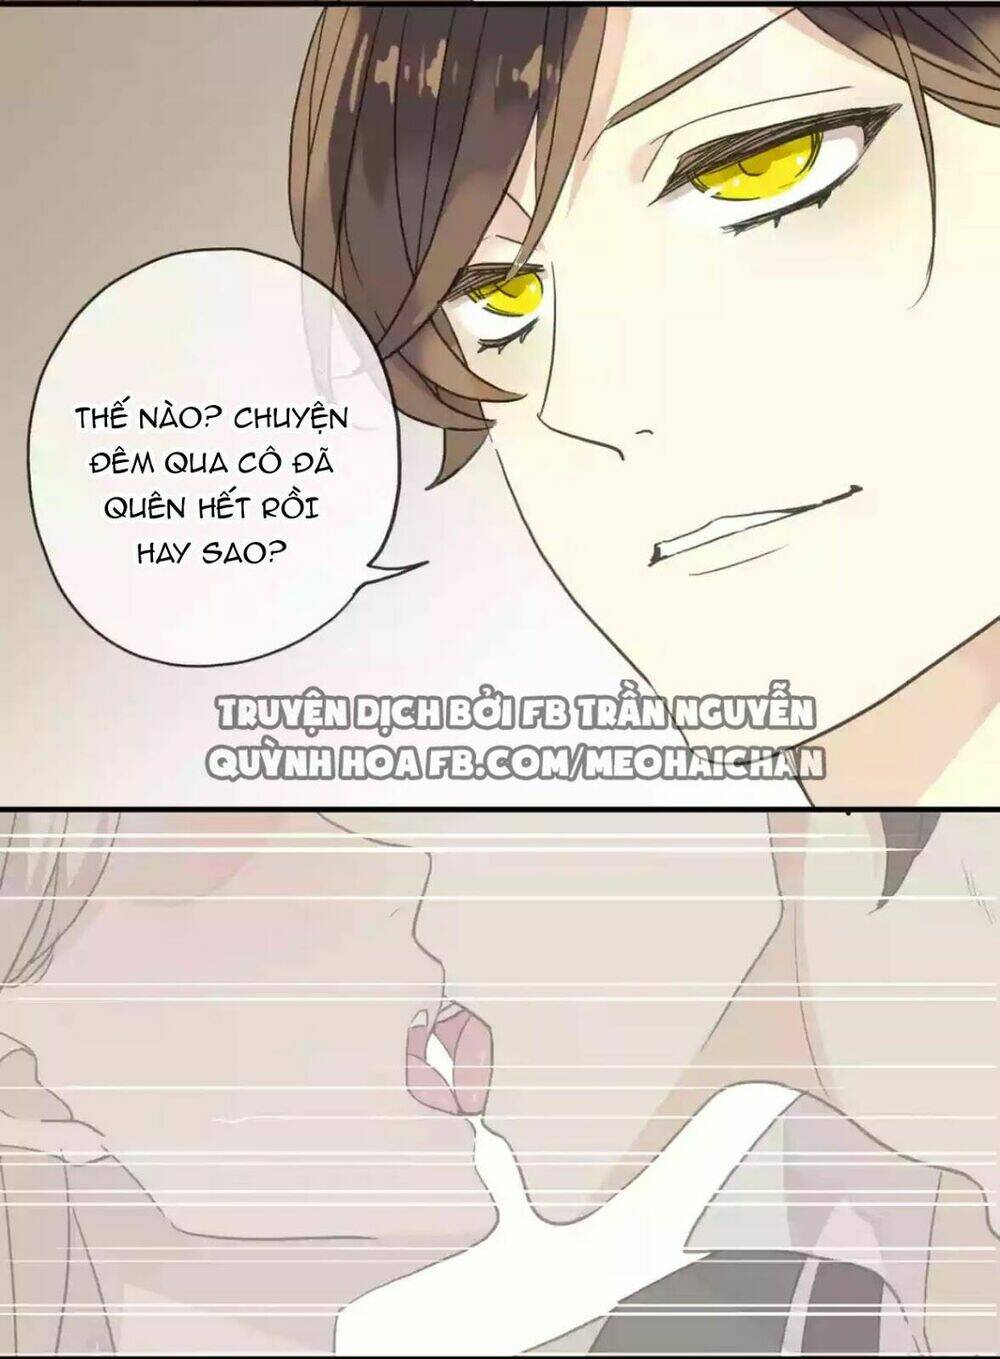 THẾ NÀO? CHUYỆN
ĐÊM QUA CÔ ĐÃ
QUÊN HẾT RỒI
HAY SAO?
TRUYỆN DỊCH BỞI FB TRẦN NGUYỄN
QUỲNH HOA FB.COM/MEOHAICHAN